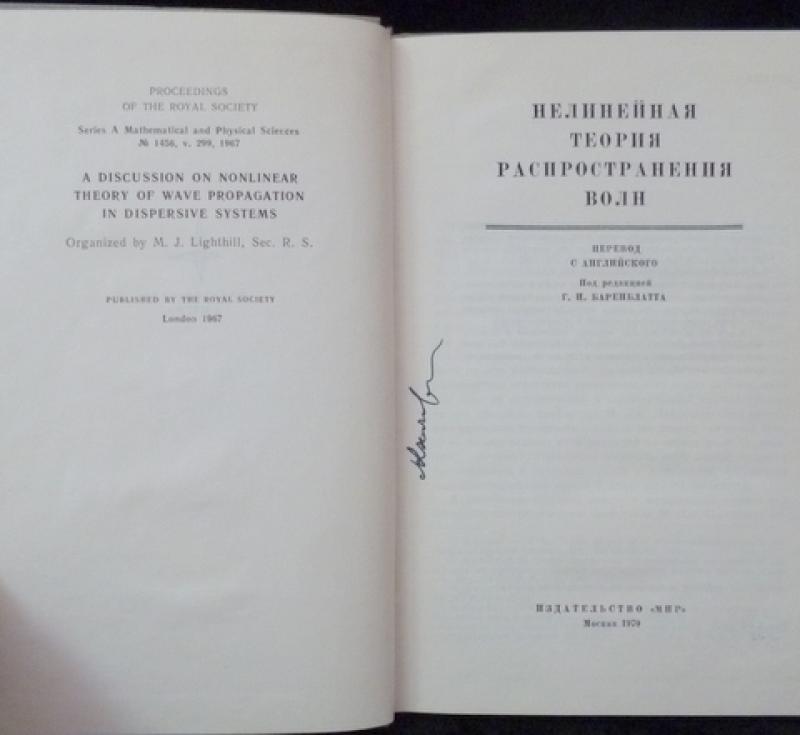 PROCEEDINGS
OF THE ROYAL SOCIETY
Series A Mathematical and Physical Sciences
№ 1456, v. 299, 1967
A DISCUSSION ON NONLINEAR
THEORY OF WAVE PROPAGATION
IN DISPERSIVE SYSTEMS
Organized by M. J. Lighthill, Sec. R. S.
PUBLISHED BY THE ROYAL SOCIETY
London 1967
НЕЛИНЕЙНАЯ
ТЕОРИЯ
РАСПРОСТРАНЕНИЯ
ВОЛН
ПЕРЕВОД
С АНГЛИЙСКОГО
Под редакцией
Г. И. БАРЕНБЛАТТА
ИЗДАТЕЛЬСТВО «МИР»
Москва 1970